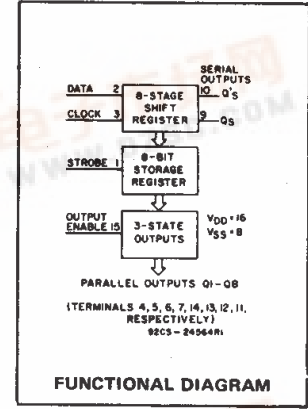 SERIAL
OUTPUTS
DATA 2
8-STAGE
SHIFT
REGISTER
10 Q'S
CLOCK 3
9 QS
STROBE 1
8-BIT
STORAGE
REGISTER
OUTPUT
ENABLE 15
3-STATE
OUTPUTS
VDD = 16
VSS = 8
PARALLEL OUTPUTS Q1-Q8
(TERMINALS 4, 5, 6, 7, 14, 13, 12, 11,
RESPECTIVELY)
92CS-24564R1
FUNCTIONAL DIAGRAM